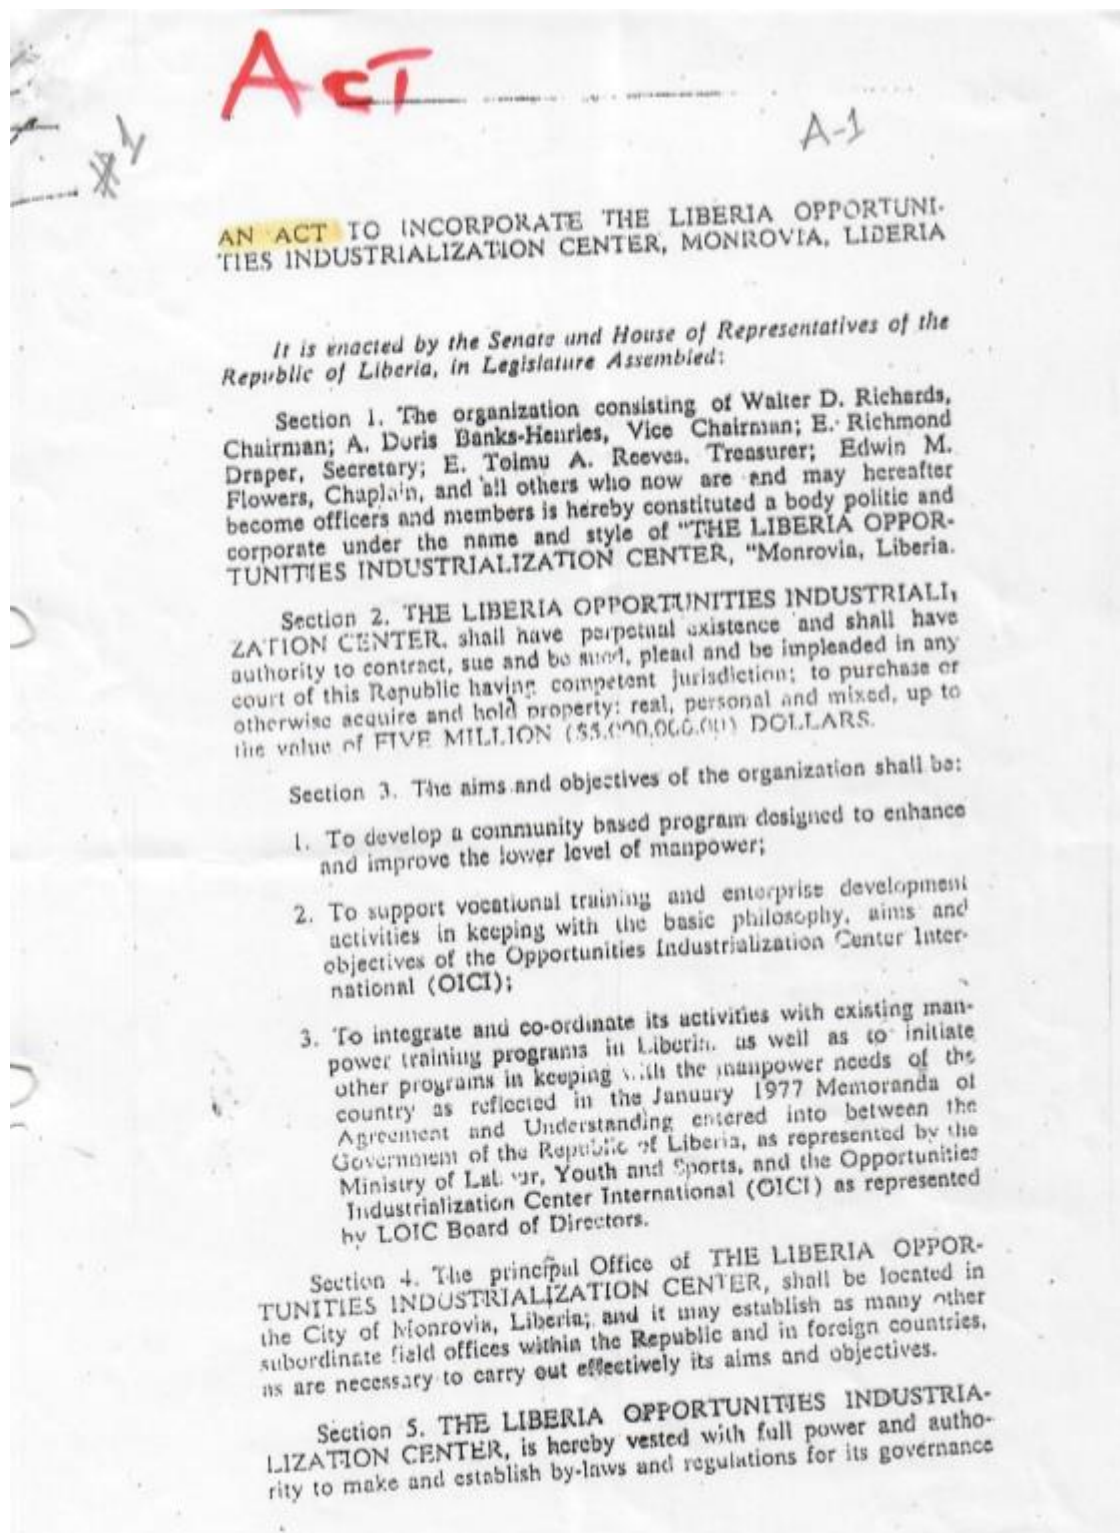 ACT
A-1
#1
AN ACT TO INCORPORATE THE LIBERIA OPPORTUNI-
TIES INDUSTRIALIZATION CENTER, MONROVIA, LIBERIA
It is enacted by the Senate and House of Representatives of the
Republic of Liberia, in Legislature Assembled:
Section 1. The organization consisting of Walter D. Richards,
Chairman; A. Doris Banks-Henries, Vice Chairman; E. Richmond
Draper, Secretary; E. Tolmu A. Reeves. Treasurer; Edwin M.
Flowers, Chaplain, and all others who now are and may hereafter
become officers and members is hereby constituted a body politic and
corporate under the name and style of "THE LIBERIA OPPOR-
TUNITIES INDUSTRIALIZATION CENTER, "Monrovia, Liberia.
Section 2. THE LIBERIA OPPORTUNITIES INDUSTRIALI,
ZATION CENTER. shall have perpetual existence and shall have
authority to contract, sue and be sued, plead and be impleaded in any
court of this Republic having competent jurisdiction; to purchase or
otherwise acquire and hold property: real, personal and mixed, up to
the value of FIVE MILLION ($5,000,000.00) DOLLARS.
Section 3. The aims and objectives of the organization shall be:
1. To develop a community based program designed to enhance
and improve the lower level of manpower;
2. To support vocational training and enterprise development
activities in keeping with the basic philosophy, aims and
objectives of the Opportunities Industrialization Center Inter-
national (OICI);
3. To integrate and co-ordinate its activities with existing man-
power training programs in Liberia. as well as to initiate
other programs in keeping with the manpower needs of the
country as reflected in the January 1977 Memoranda of
Agreement and Understanding entered into between the
Government of the Republic of Liberia, as represented by the
Ministry of Labour, Youth and Sports, and the Opportunities
Industrialization Center International (OICI) as represented
by LOIC Board of Directors.
Section 4. The principal Office of THE LIBERIA OPPOR-
TUNITIES INDUSTRIALIZATION CENTER, shall be located in
the City of Monrovia, Liberia; and it may establish as many other
subordinate field offices within the Republic and in foreign countries,
as are necessary to carry out effectively its aims and objectives.
Section 5. THE LIBERIA OPPORTUNITIES INDUSTRIA-
LIZATION CENTER, is hereby vested with full power and autho-
rity to make and establish by-laws and regulations for its governance